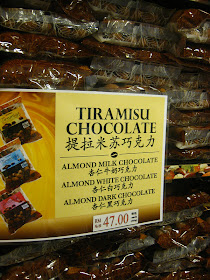 TIRAMISU
CHOCOLATE
提拉米苏巧克力
ALMOND MILK CHOCOLATE
杏仁牛奶巧克力
ALMOND WHITE CHOCOLATE
杏仁白巧克力
ALMOND DARK CHOCOLATE
杏仁黑巧克力
47.00